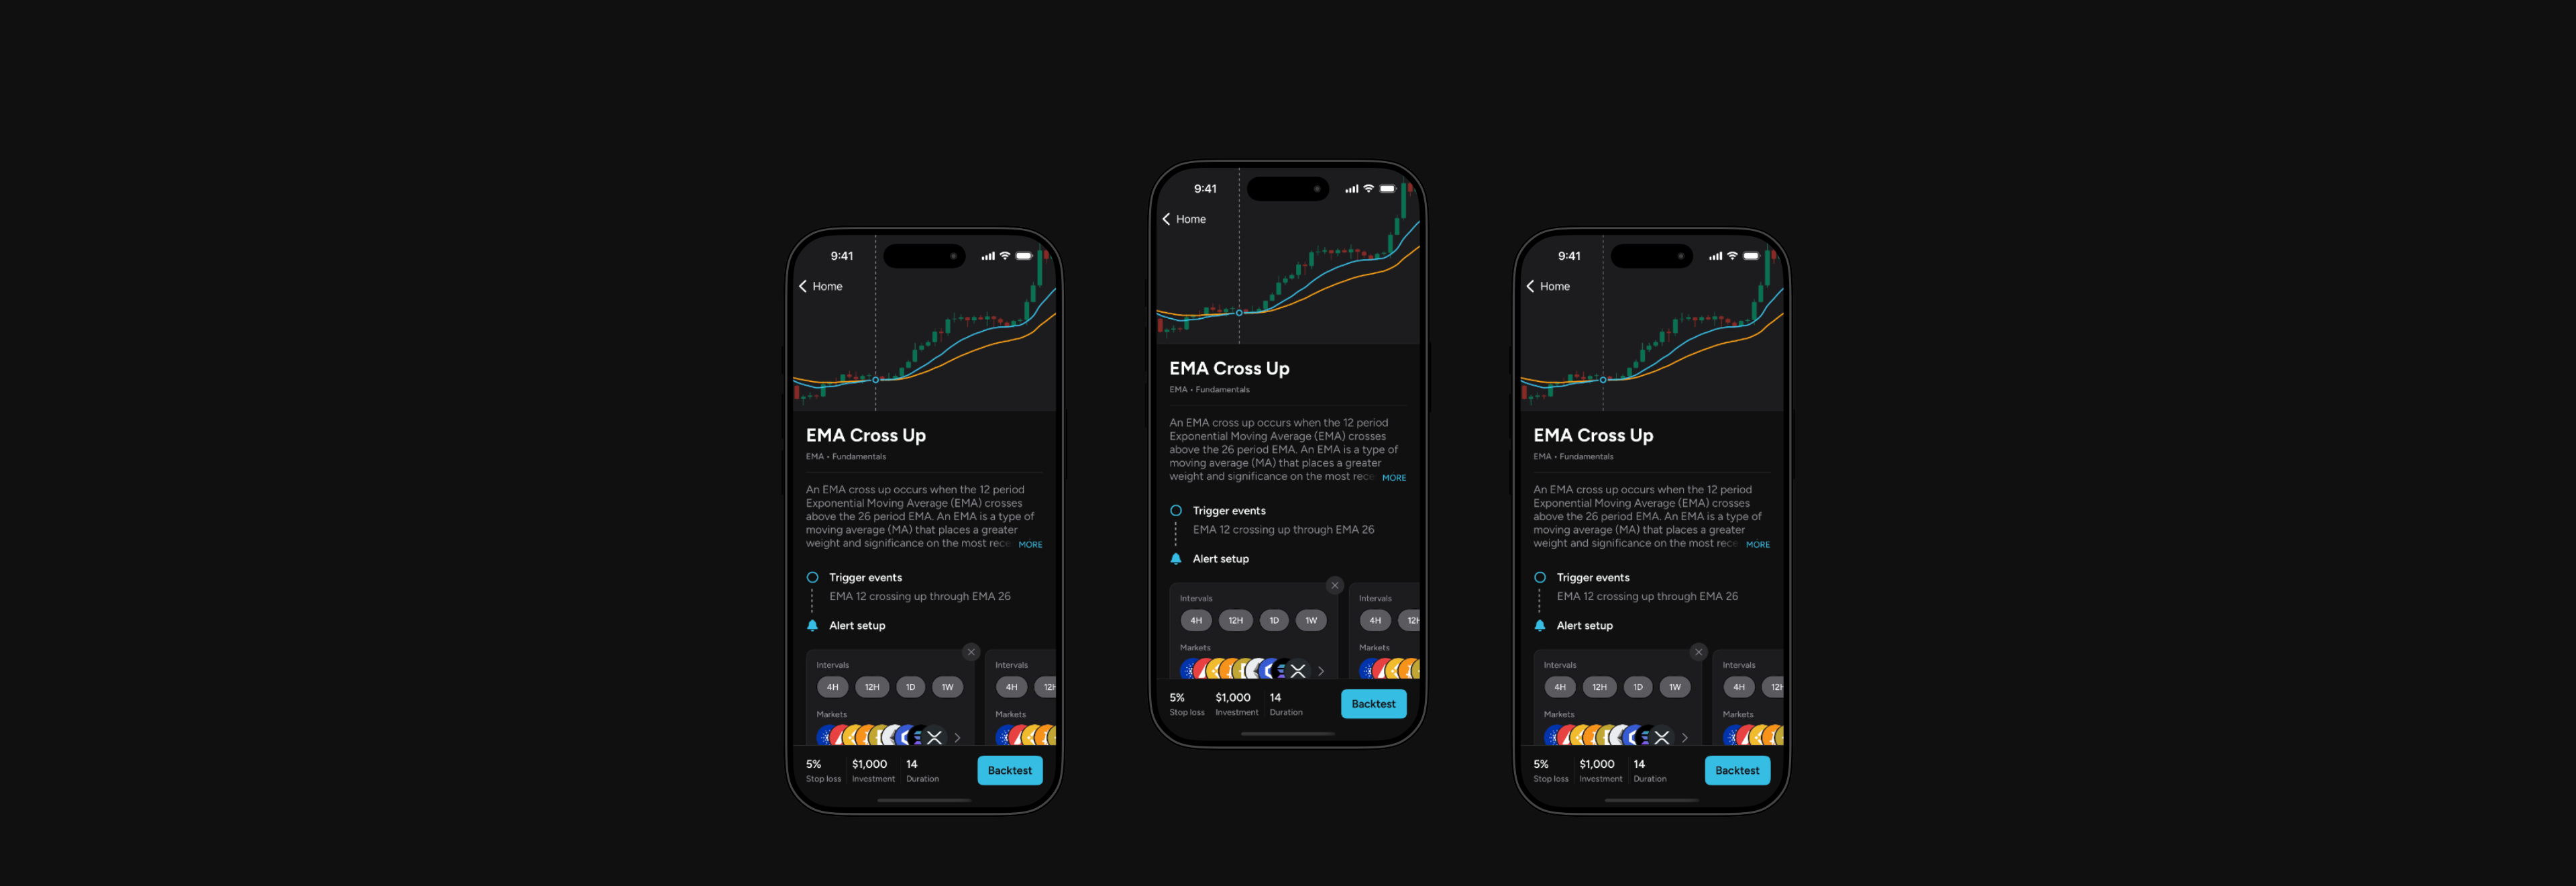 9:41
Home
EMA Cross Up
EMA • Fundamentals
An EMA cross up occurs when the 12 period
Exponential Moving Average (EMA) crosses
above the 26 period EMA. An EMA is a type of
moving average (MA) that places a greater
weight and significance on the most rece MORE
Trigger events
EMA 12 crossing up through EMA 26
Alert setup
Intervals Intervals
4H 12H 1D 1W 4H 12H
Markets Markets
5% $1,000 14
Stop loss Investment Duration
Backtest
9:41
Home
EMA Cross Up
EMA • Fundamentals
An EMA cross up occurs when the 12 period
Exponential Moving Average (EMA) crosses
above the 26 period EMA. An EMA is a type of
moving average (MA) that places a greater
weight and significance on the most rece MORE
Trigger events
EMA 12 crossing up through EMA 26
Alert setup
Intervals Intervals
4H 12H 1D 1W 4H 12H
Markets Markets
5% $1,000 14
Stop loss Investment Duration
Backtest
9:41
Home
EMA Cross Up
EMA • Fundamentals
An EMA cross up occurs when the 12 period
Exponential Moving Average (EMA) crosses
above the 26 period EMA. An EMA is a type of
moving average (MA) that places a greater
weight and significance on the most rece MORE
Trigger events
EMA 12 crossing up through EMA 26
Alert setup
Intervals Intervals
4H 12H 1D 1W 4H 12H
Markets Markets
5% $1,000 14
Stop loss Investment Duration
Backtest